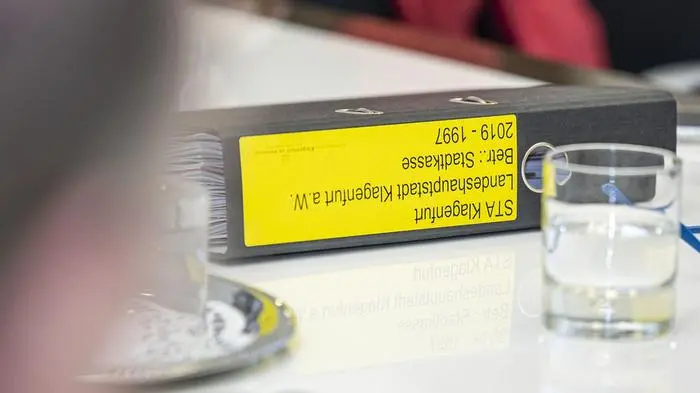 STA Klagenfurt
Landeshauptstadt Klagenfurt a.W.
Betr.: Stadtkasse
2019 - 1997